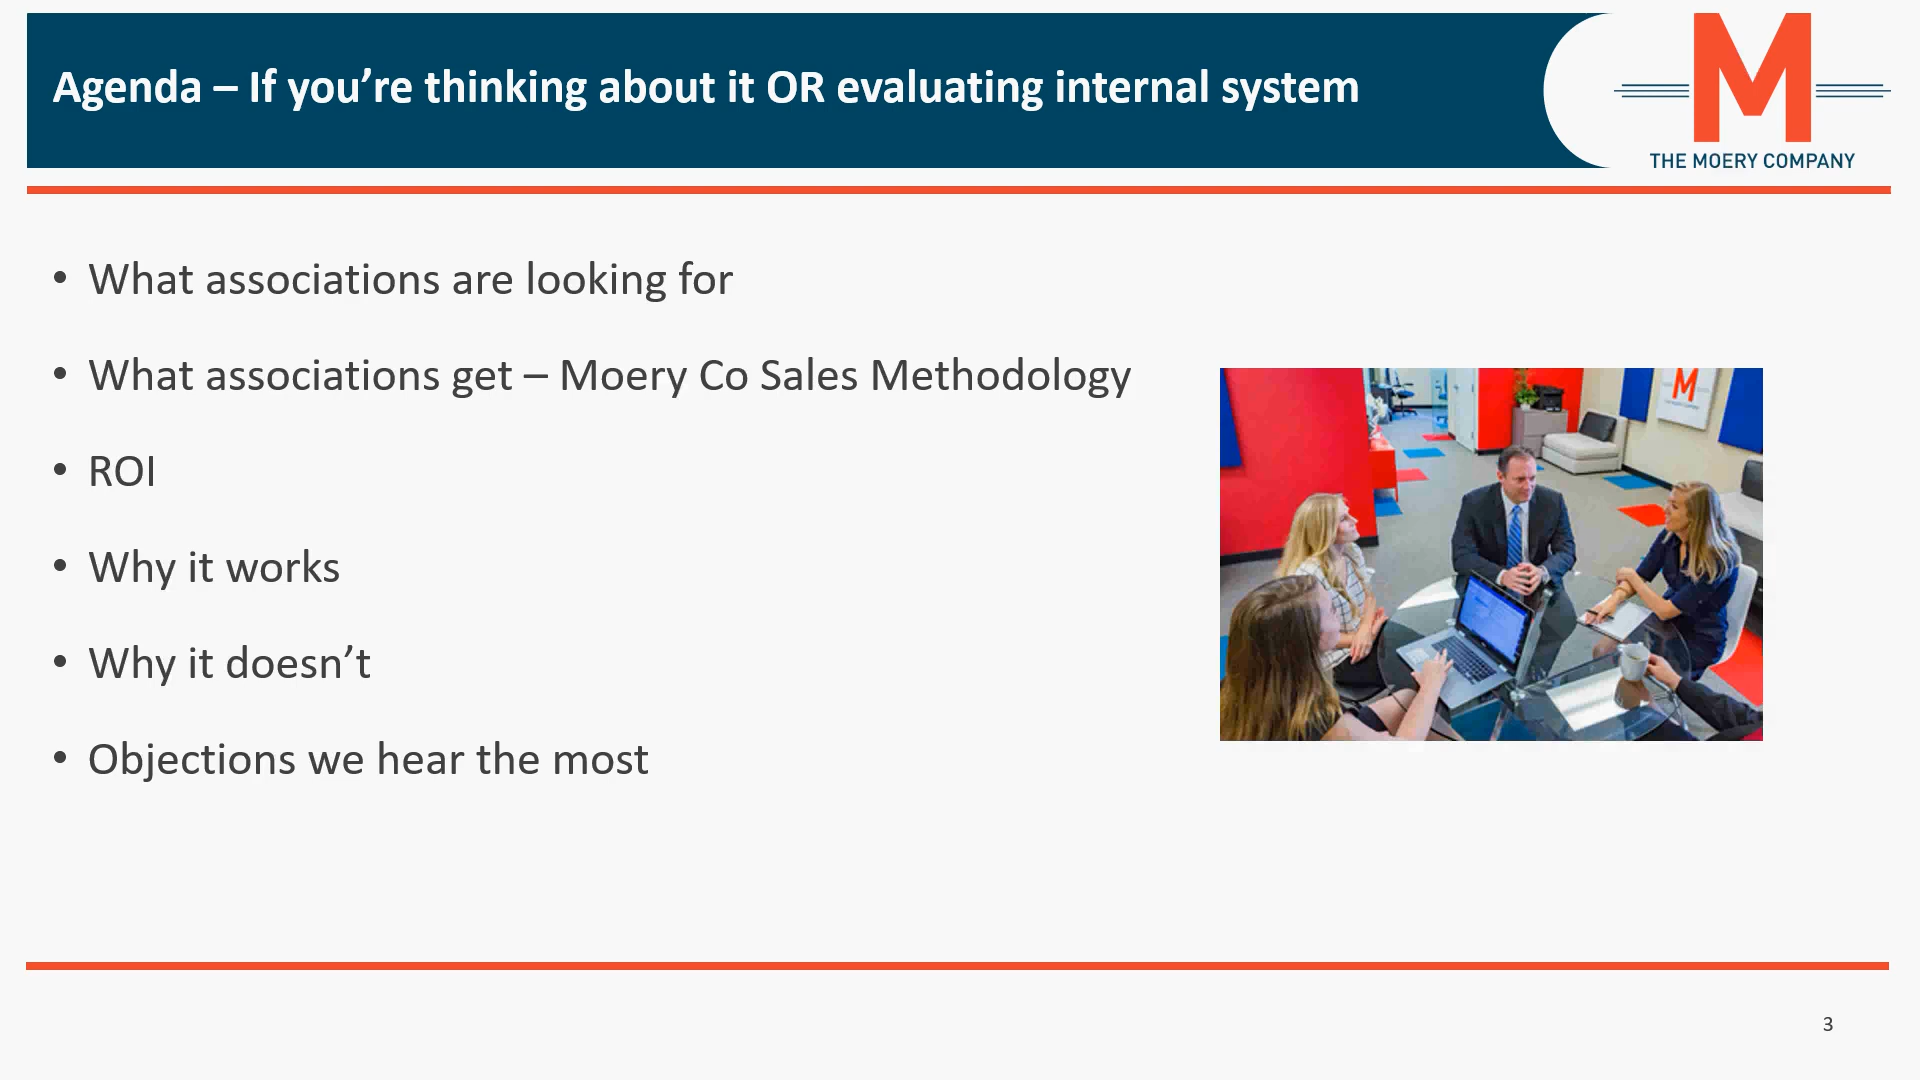 Agenda – If you’re thinking about it OR evaluating internal system
M
THE MOERY COMPANY
• What associations are looking for
• What associations get – Moery Co Sales Methodology
• ROI
• Why it works
• Why it doesn’t
• Objections we hear the most
M
3